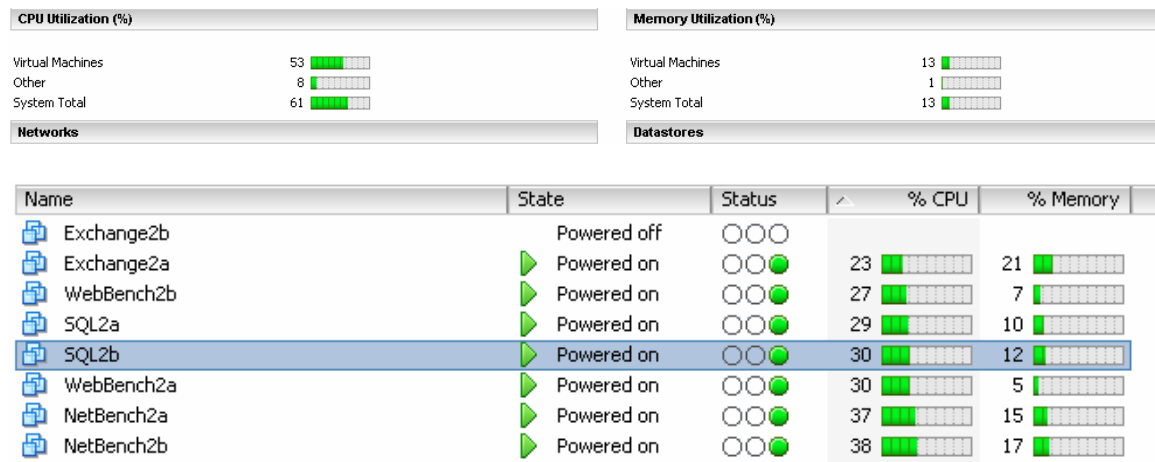 CPU Utilization (%) Memory Utilization (%)
Virtual Machines 53 Virtual Machines 13
Other 8 Other 1
System Total 61 System Total 13
Networks Datastores
Name State Status % CPU % Memory
Exchange2b Powered off
Exchange2a Powered on 23 21
WebBench2b Powered on 27 7
SQL2a Powered on 29 10
SQL2b Powered on 30 12
WebBench2a Powered on 30 5
NetBench2a Powered on 37 15
NetBench2b Powered on 38 17